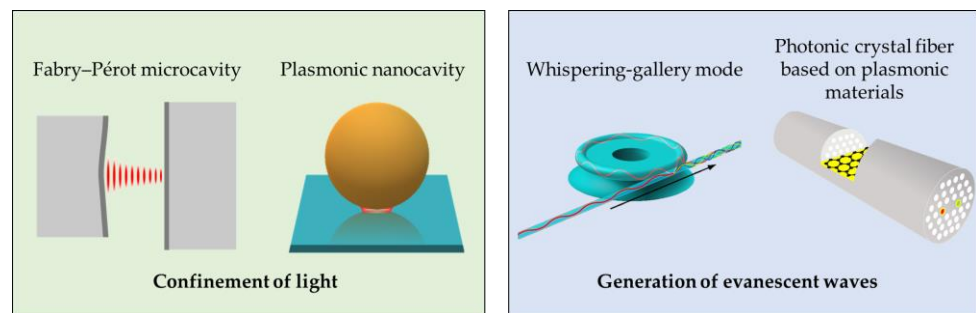 Fabry–Pérot microcavity
Plasmonic nanocavity
Confinement of light
Whispering-gallery mode
Photonic crystal fiber
based on plasmonic
materials
Generation of evanescent waves